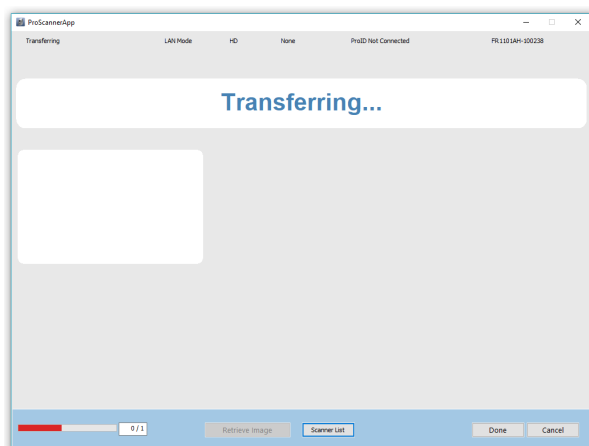 ProScannerApp
Transferring LAN Mode HD None ProID Not Connected FR1101AH-100238
Transferring...
0 / 1 Retrieve Image Scanner List Done Cancel